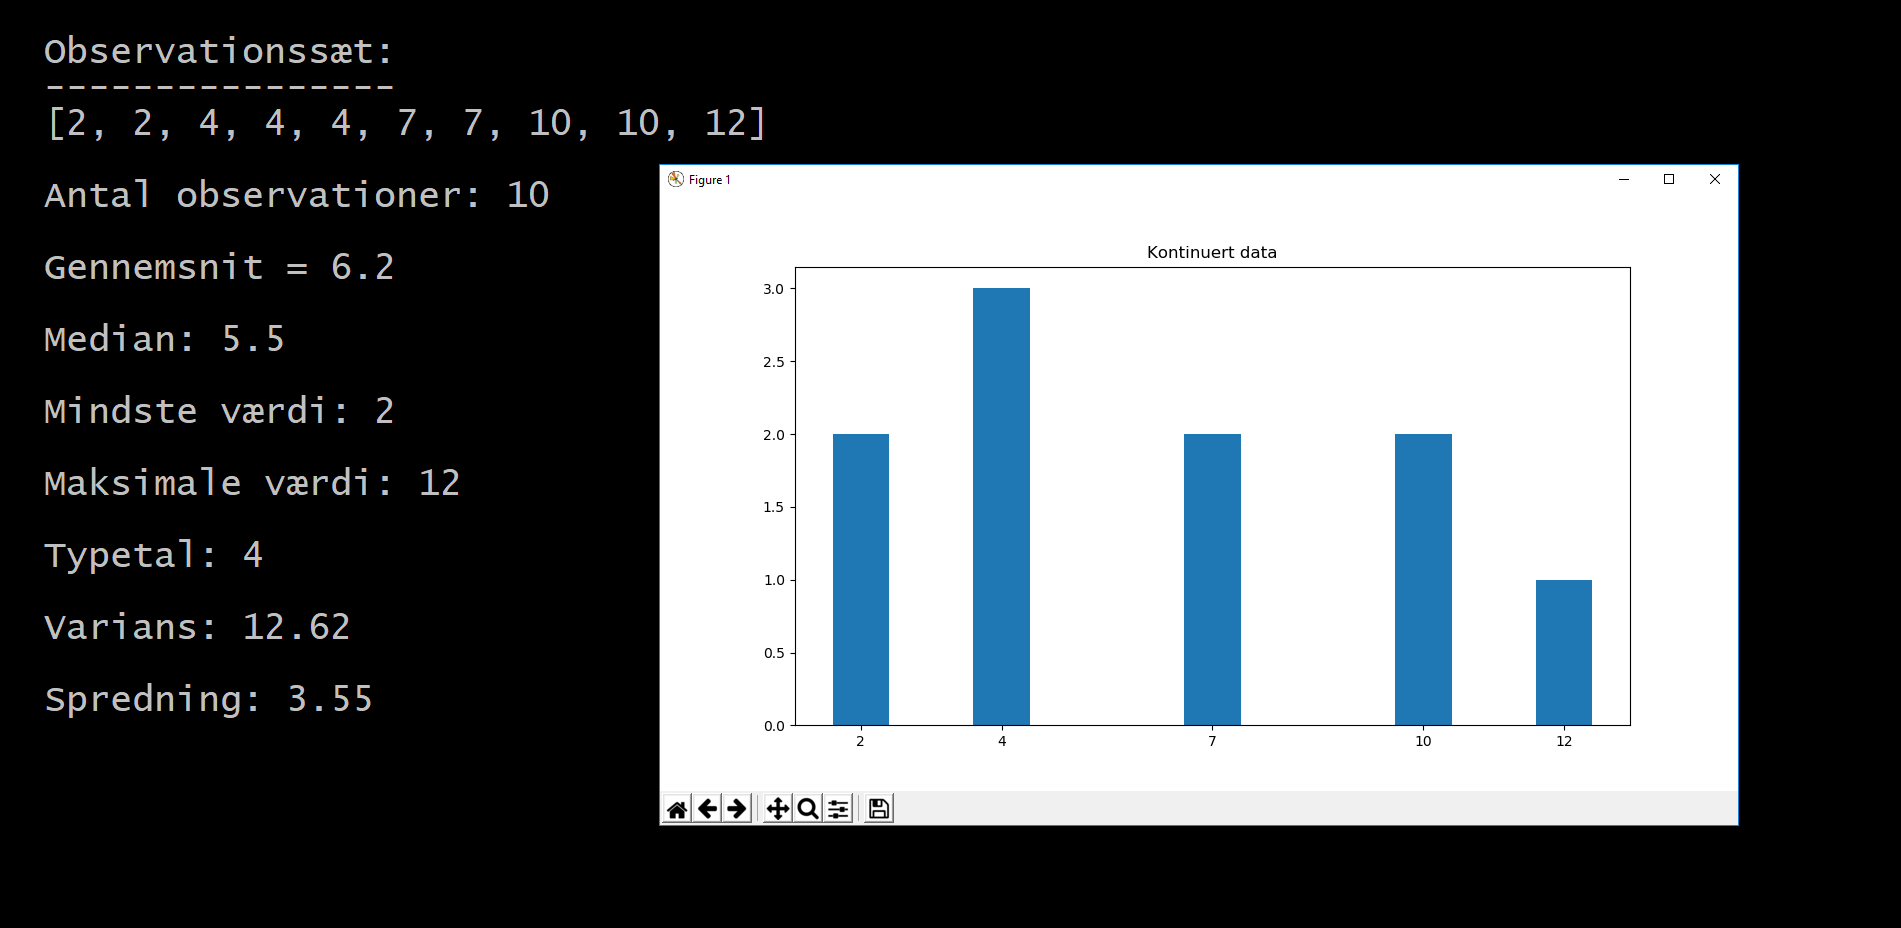 Observationssæt:
----------------
[2, 2, 4, 4, 4, 7, 7, 10, 10, 12]
Antal observationer: 10
Gennemsnit = 6.2
Median: 5.5
Mindste værdi: 2
Maksimale værdi: 12
Typetal: 4
Varians: 12.62
Spredning: 3.55
Figure 1
Kontinuert data
3.0
2.5
2.0
1.5
1.0
0.5
0.0
2 4 7 10 12